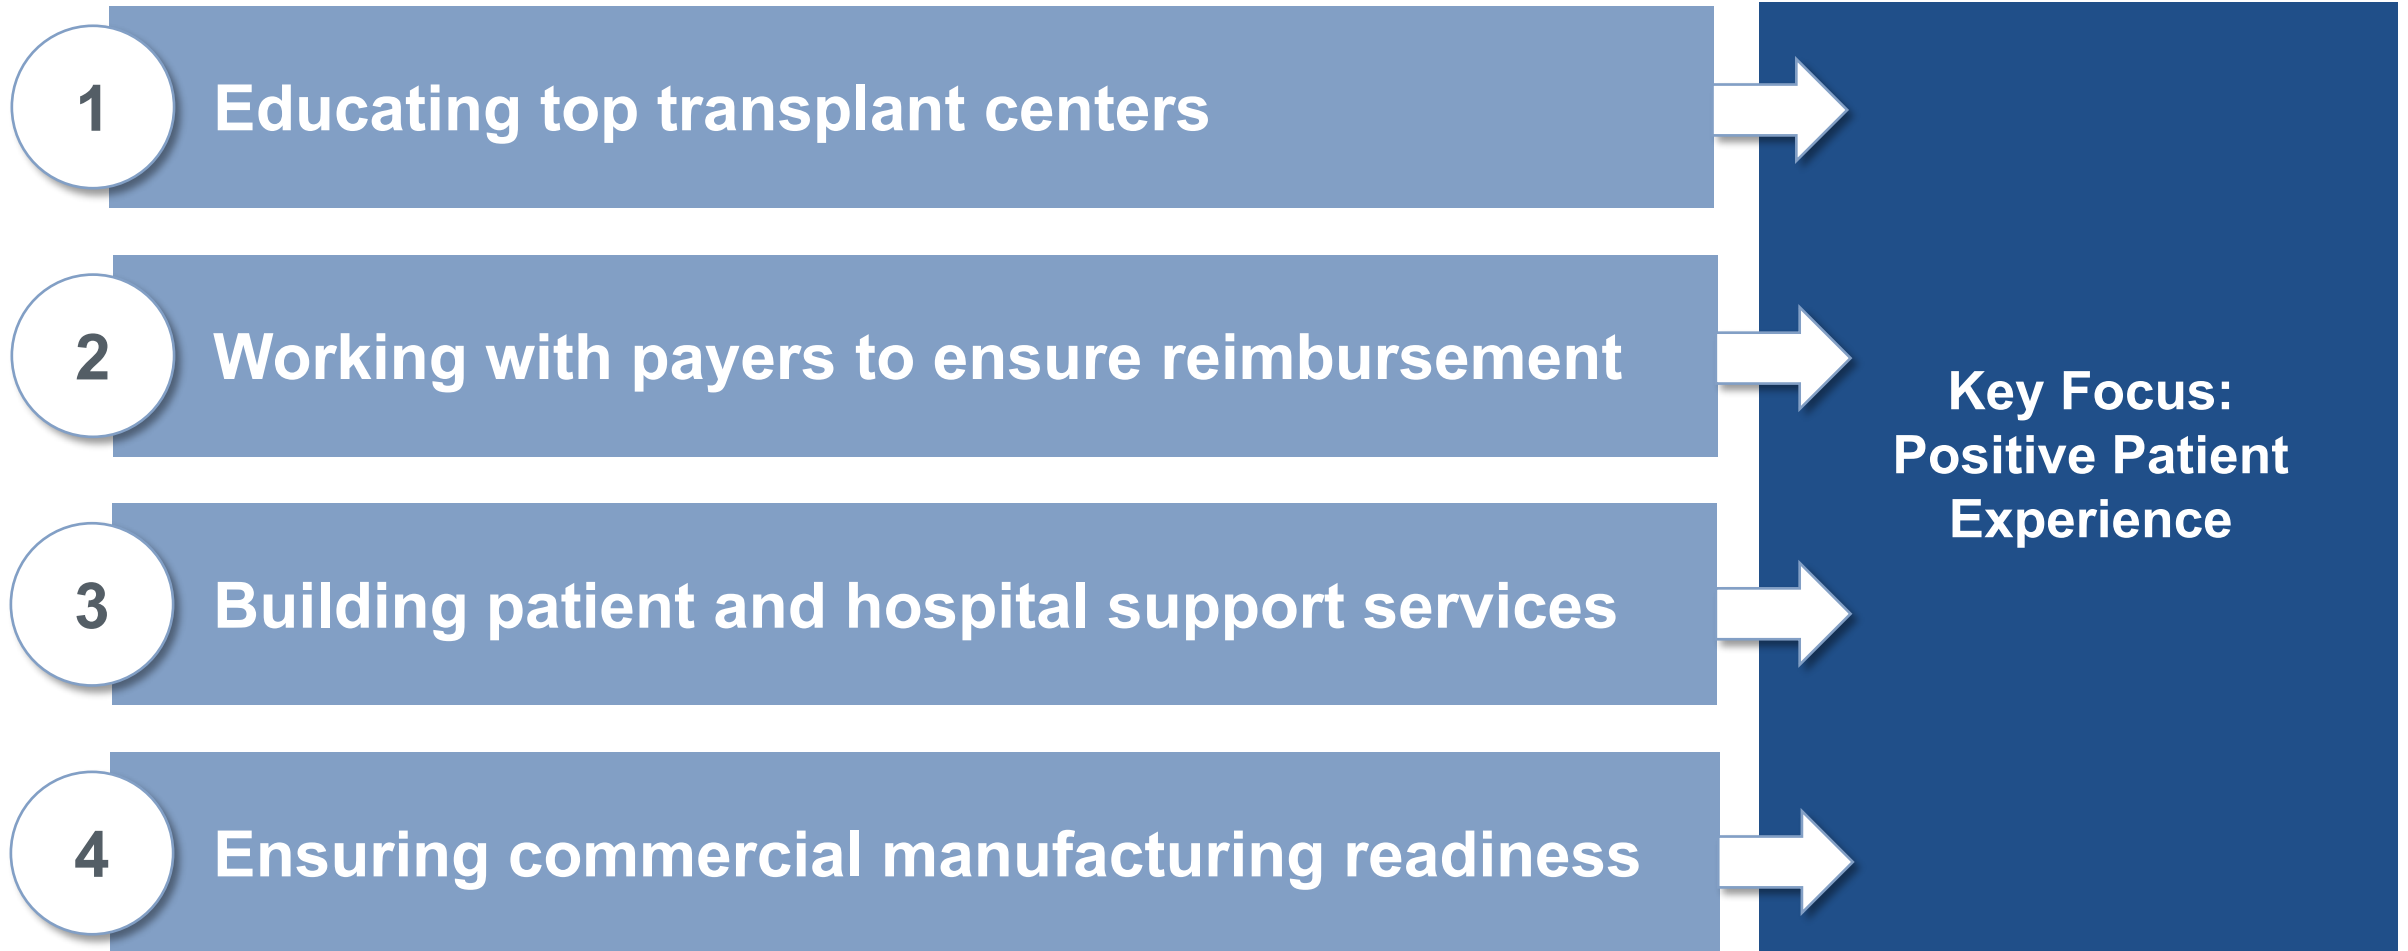 1
Educating top transplant centers
2
Working with payers to ensure reimbursement
3
Building patient and hospital support services
4
Ensuring commercial manufacturing readiness
Key Focus:
Positive Patient
Experience